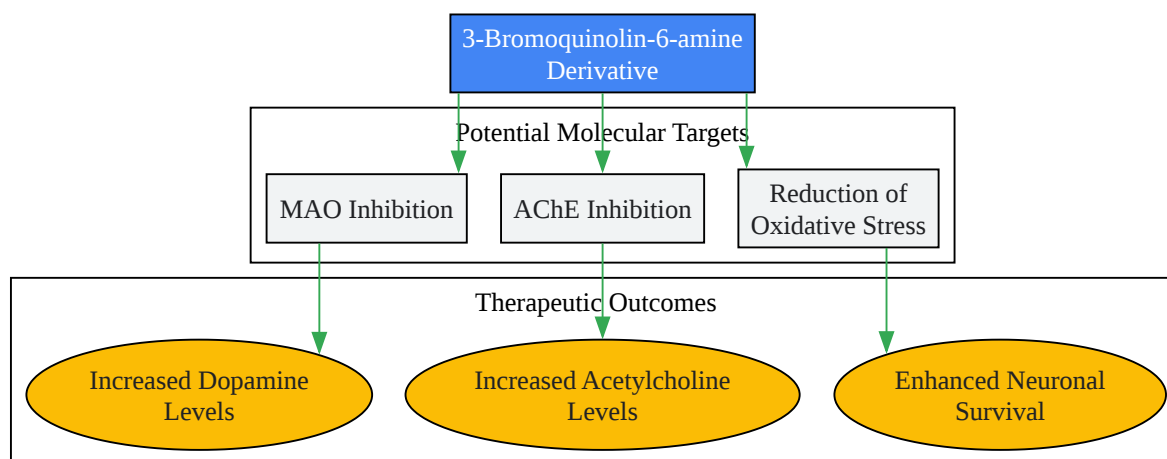 3-Bromoquinolin-6-amine
Derivative
Potential Molecular Targets
MAO Inhibition
AChE Inhibition
Reduction of
Oxidative Stress
Therapeutic Outcomes
Increased Dopamine
Levels
Increased Acetylcholine
Levels
Enhanced Neuronal
Survival